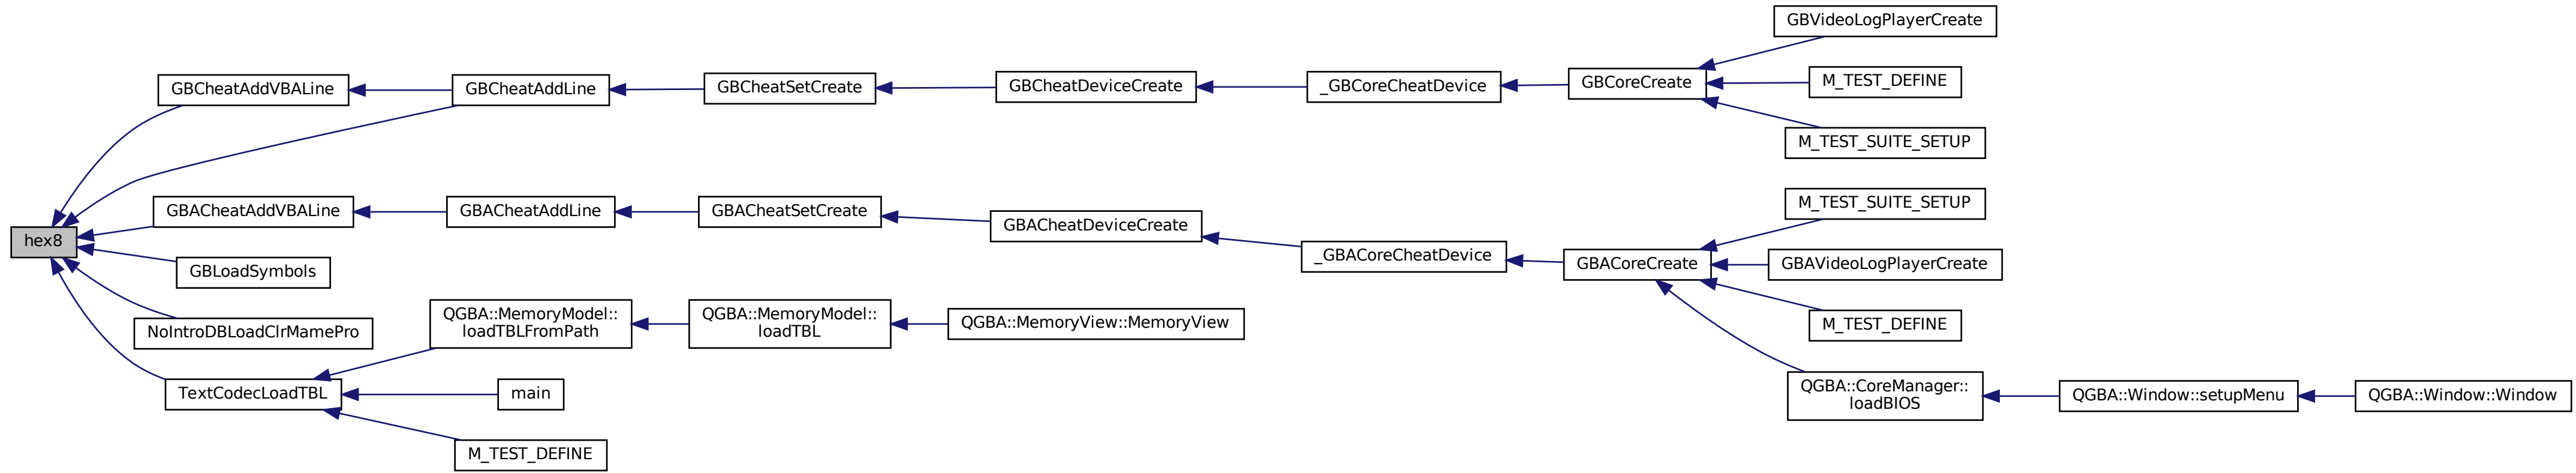 hex8
GBCheatAddVBALine
GBCheatAddLine
GBCheatSetCreate
GBCheatDeviceCreate
_GBCoreCheatDevice
GBCoreCreate
GBVideoLogPlayerCreate
M_TEST_DEFINE
M_TEST_SUITE_SETUP
GBACheatAddVBALine
GBACheatAddLine
GBACheatSetCreate
GBACheatDeviceCreate
_GBACoreCheatDevice
GBACoreCreate
M_TEST_SUITE_SETUP
GBAVideoLogPlayerCreate
M_TEST_DEFINE
QGBA::CoreManager::
loadBIOS
QGBA::Window::setupMenu
QGBA::Window::Window
GBLoadSymbols
NoIntroDBLoadClrMamePro
TextCodecLoadTBL
QGBA::MemoryModel::
loadTBLFromPath
QGBA::MemoryModel::
loadTBL
QGBA::MemoryView::MemoryView
main
M_TEST_DEFINE